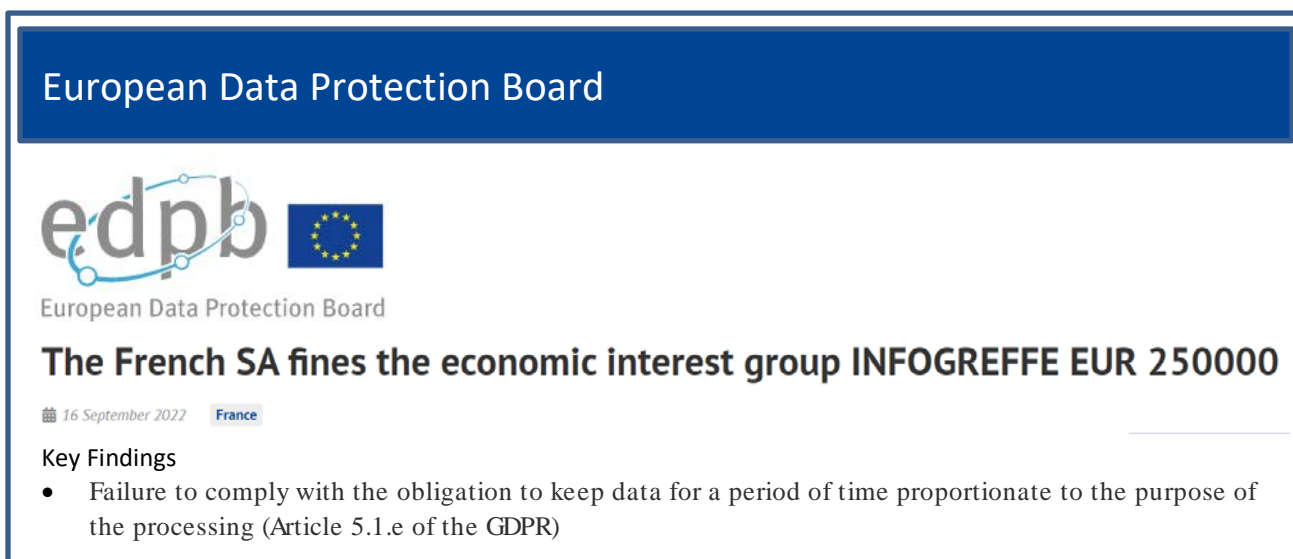 European Data Protection Board
edpb
European Data Protection Board
The French SA fines the economic interest group INFOGREFFE EUR 250000
16 September 2022 France
Key Findings
• Failure to comply with the obligation to keep data for a period of time proportionate to the purpose of
the processing (Article 5.1.e of the GDPR)